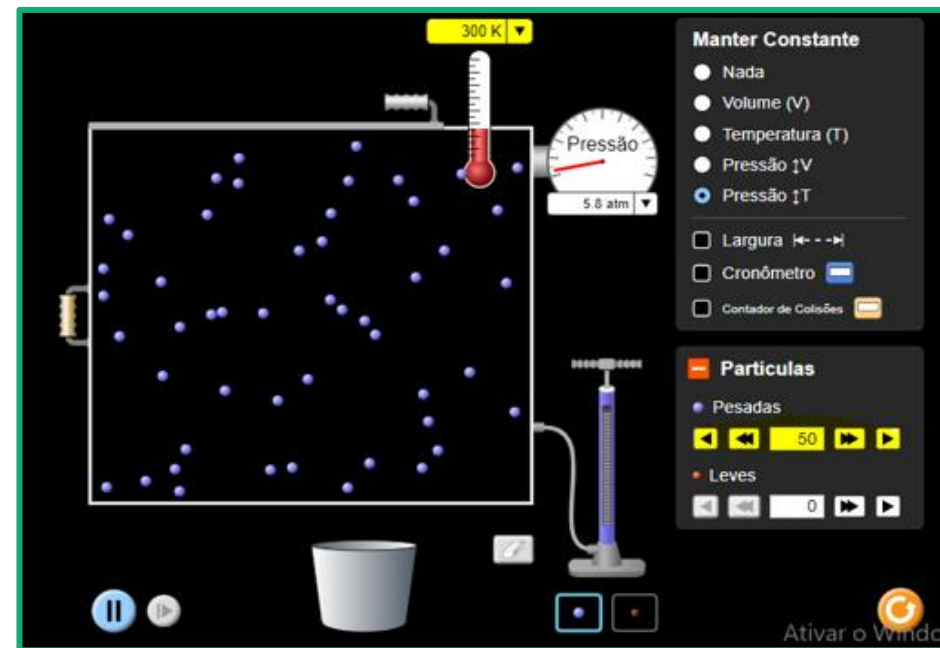 300 K
Pressão
5.8 atm
Manter Constante
Nada
Volume (V)
Temperatura (T)
Pressão ↕V
Pressão ↕T
Largura
Cronômetro
Contador de Colisões
Particulas
Pesadas
50
Leves
0
Ativar o Windo